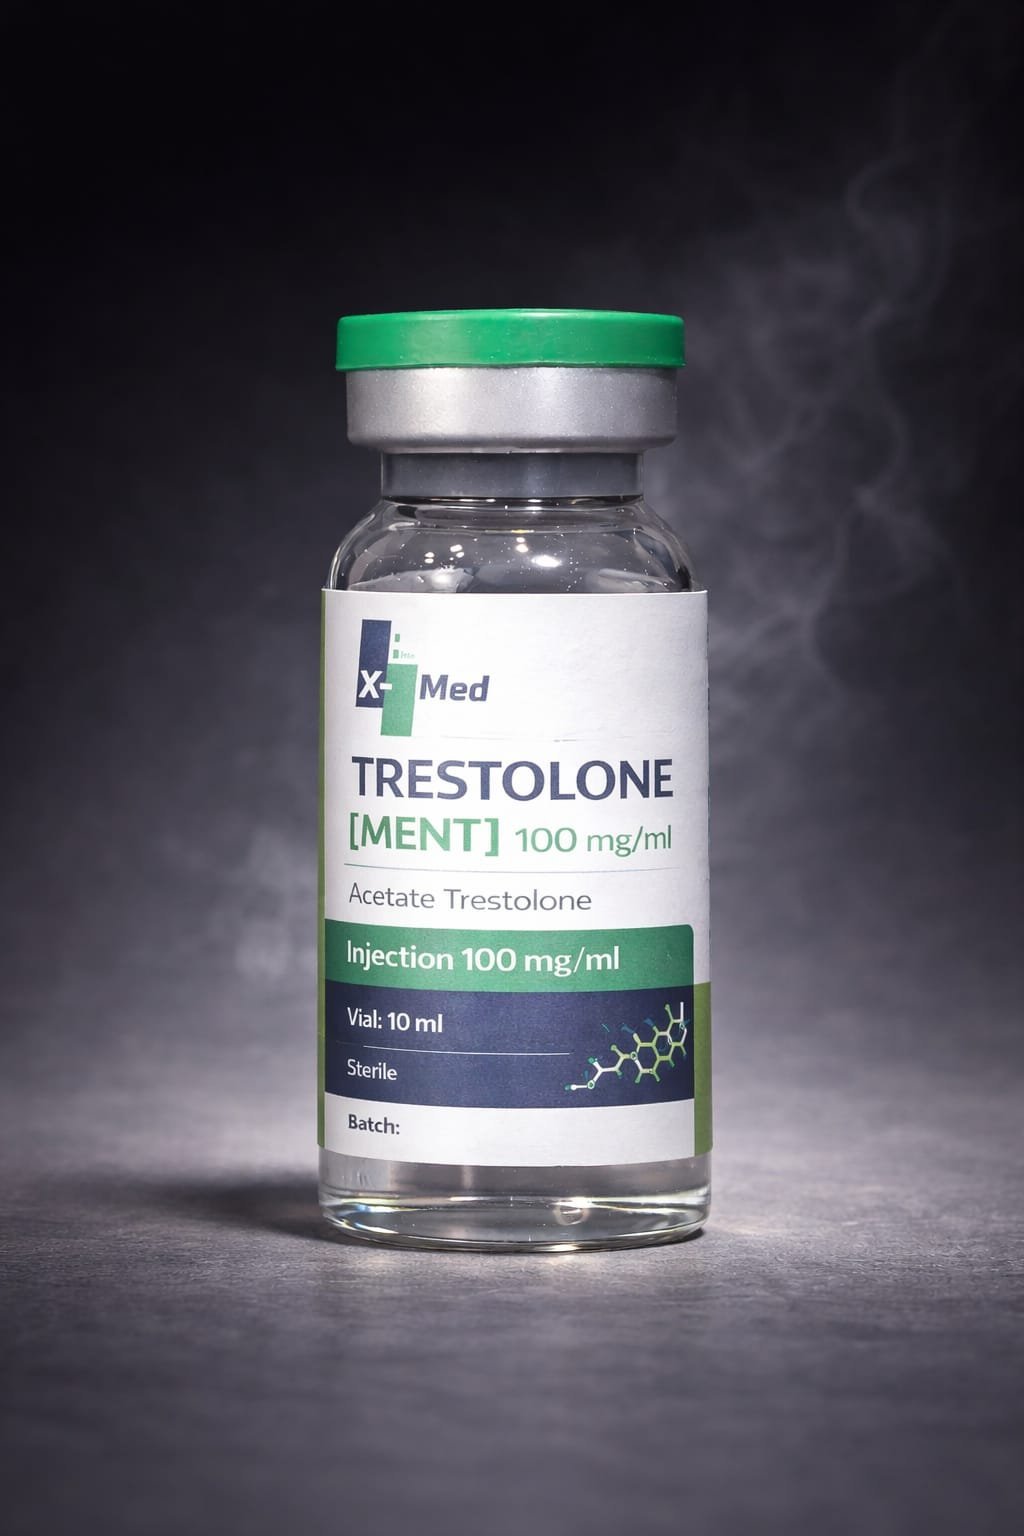 X-Med
TRESTOLONE
[MENT] 100 mg/ml
Acetate Trestolone
Injection 100 mg/ml
Vial: 10 ml
Sterile
Batch: